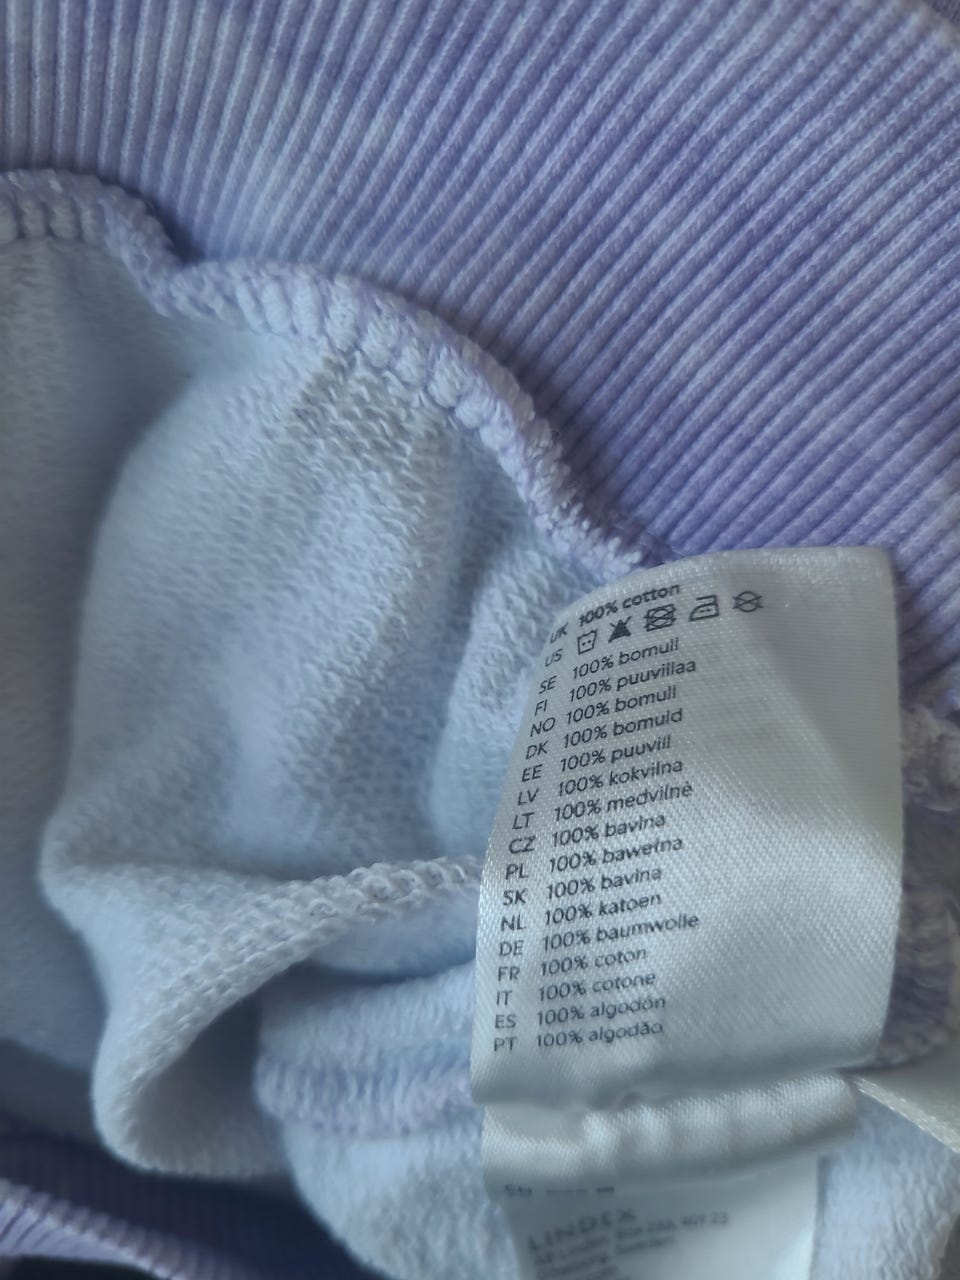 UK 100% cotton
US
SE 100% bomull
FI 100% puuvillaa
NO 100% bomull
DK 100% bomuld
EE 100% puuvill
LV 100% kokvilna
LT 100% medvilnė
CZ 100% bavlna
PL 100% bawełna
SK 100% bavlna
NL 100% katoen
DE 100% baumwolle
FR 100% coton
IT 100% cotone
ES 100% algodón
PT 100% algodão
LINDEX